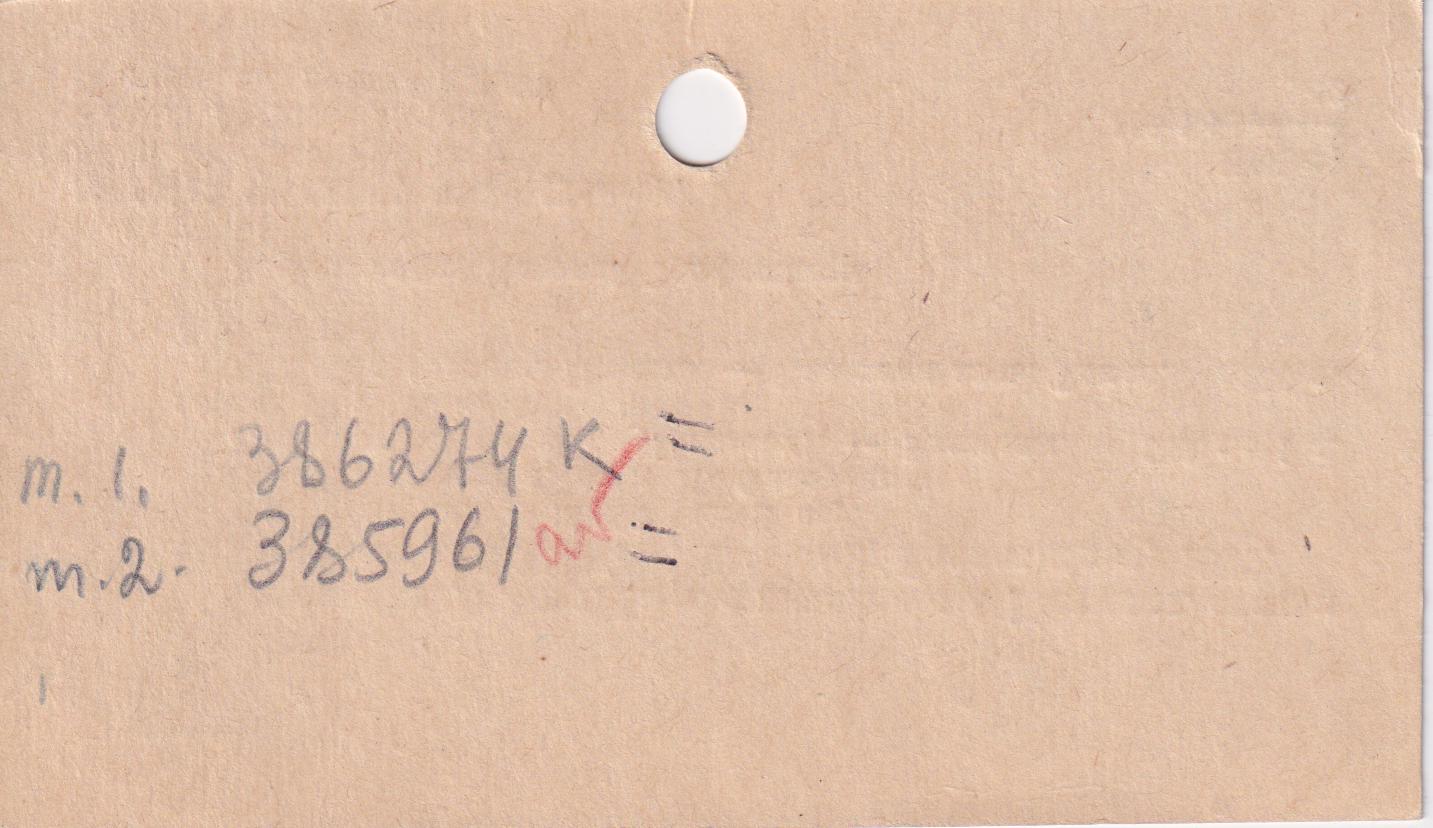 m. 1. 386274 K =
m. 2. 385961 =